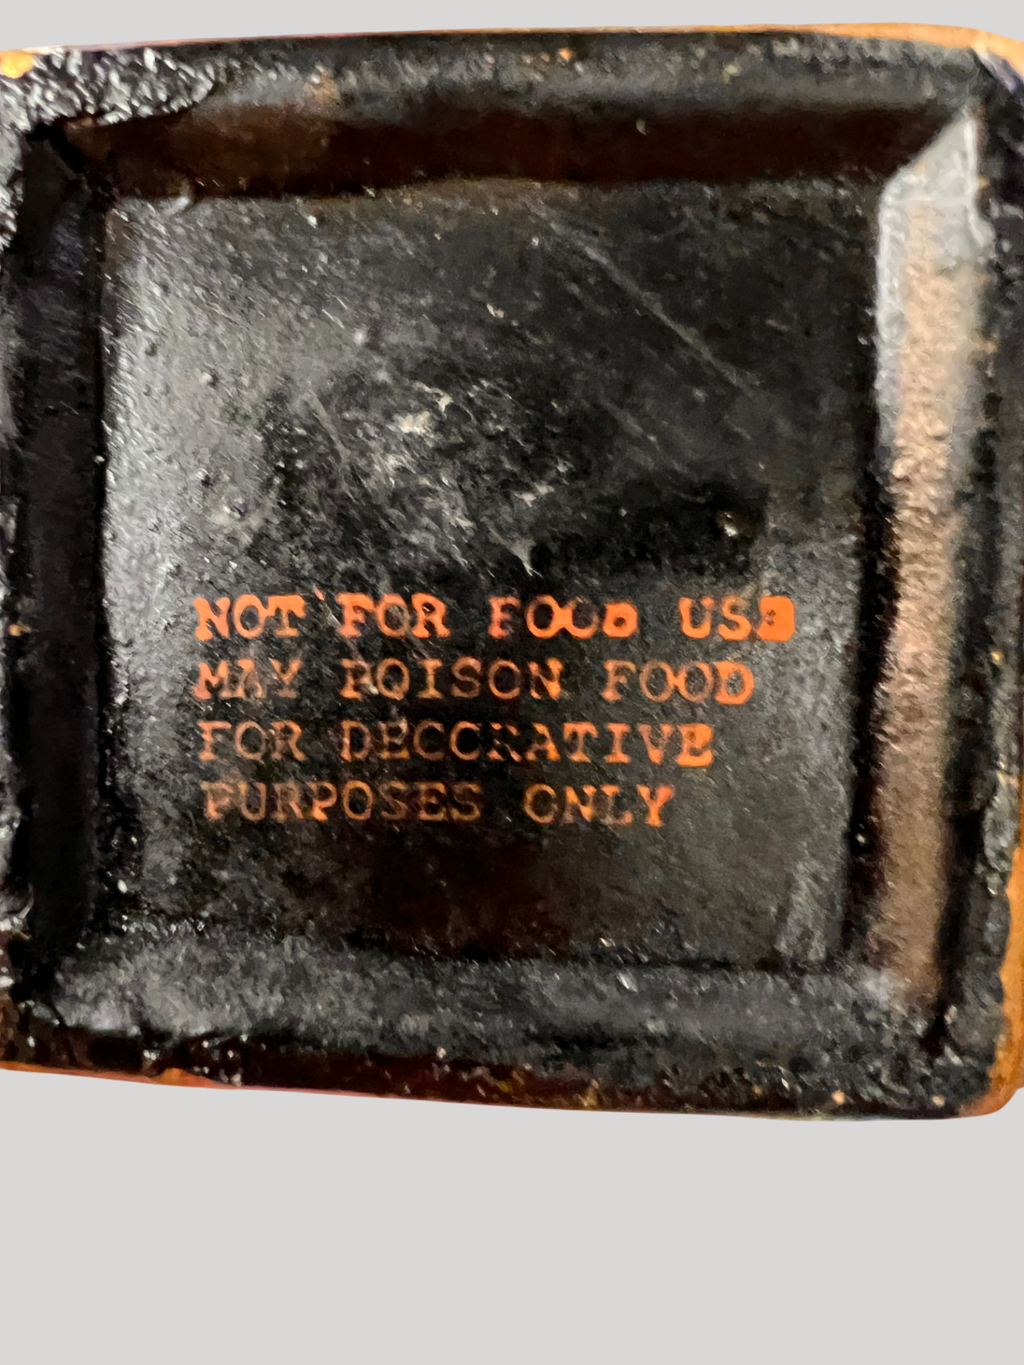 NOT FOR FOOD USE
MAY POISON FOOD
FOR DECORATIVE
PURPOSES ONLY